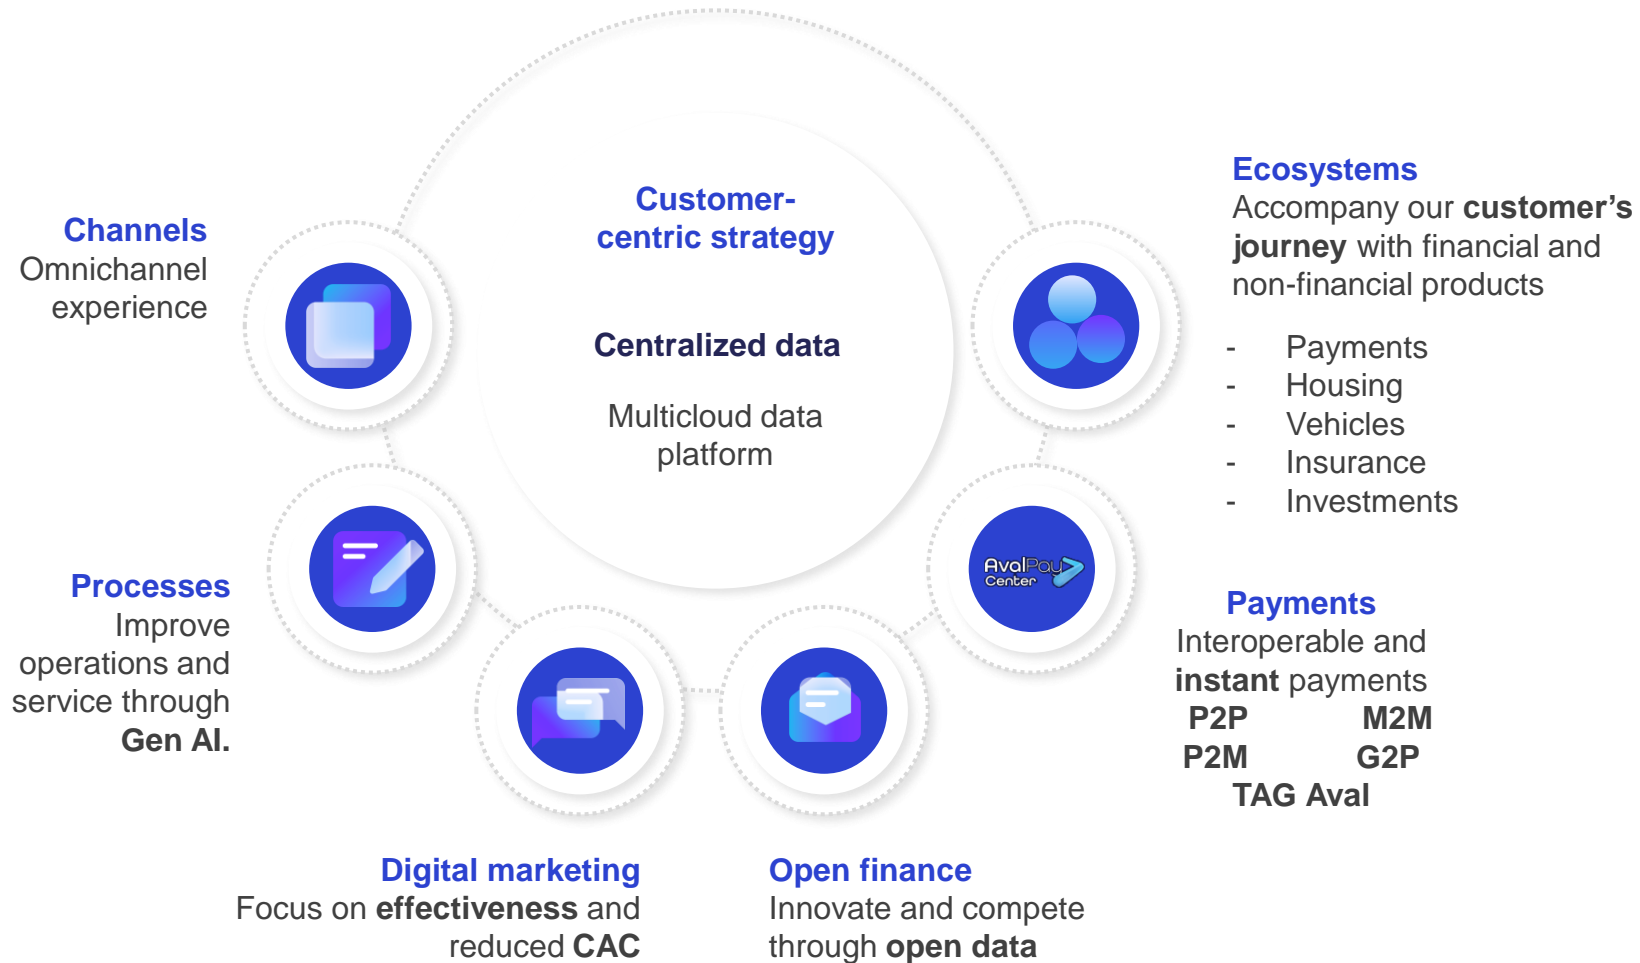 Customer-
centric strategy
Centralized data
Multicloud data
platform
Channels
Omnichannel
experience
Processes
Improve
operations and
service through
Gen AI.
Digital marketing
Focus on effectiveness and
reduced CAC
Open finance
Innovate and compete
through open data
AvalPay
Center
Payments
Interoperable and
instant payments
P2P M2M
P2M G2P
TAG Aval
Ecosystems
Accompany our customer’s
journey with financial and
non-financial products
- Payments
- Housing
- Vehicles
- Insurance
- Investments